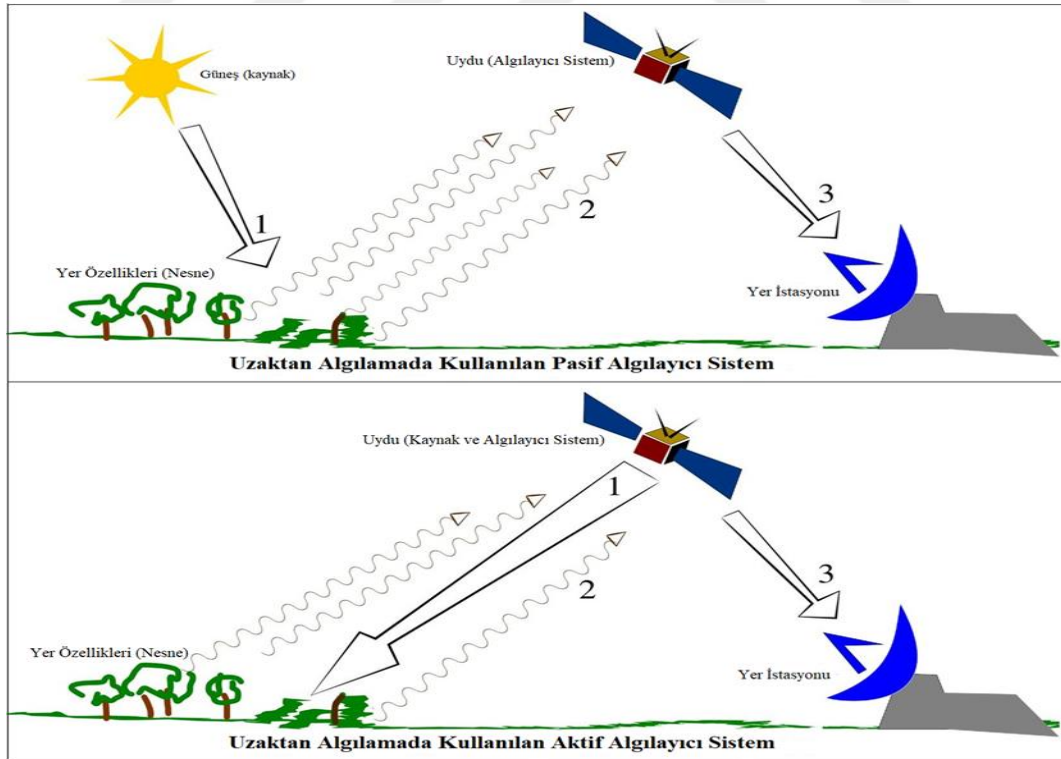 Güneş (kaynak)
Uydu (Algılayıcı Sistem)
1
2
3
Yer Özellikleri (Nesne)
Yer İstasyonu
Uzaktan Algılamada Kullanılan Pasif Algılayıcı Sistem
Uydu (Kaynak ve Algılayıcı Sistem)
1
2
3
Yer Özellikleri (Nesne)
Yer İstasyonu
Uzaktan Algılamada Kullanılan Aktif Algılayıcı Sistem